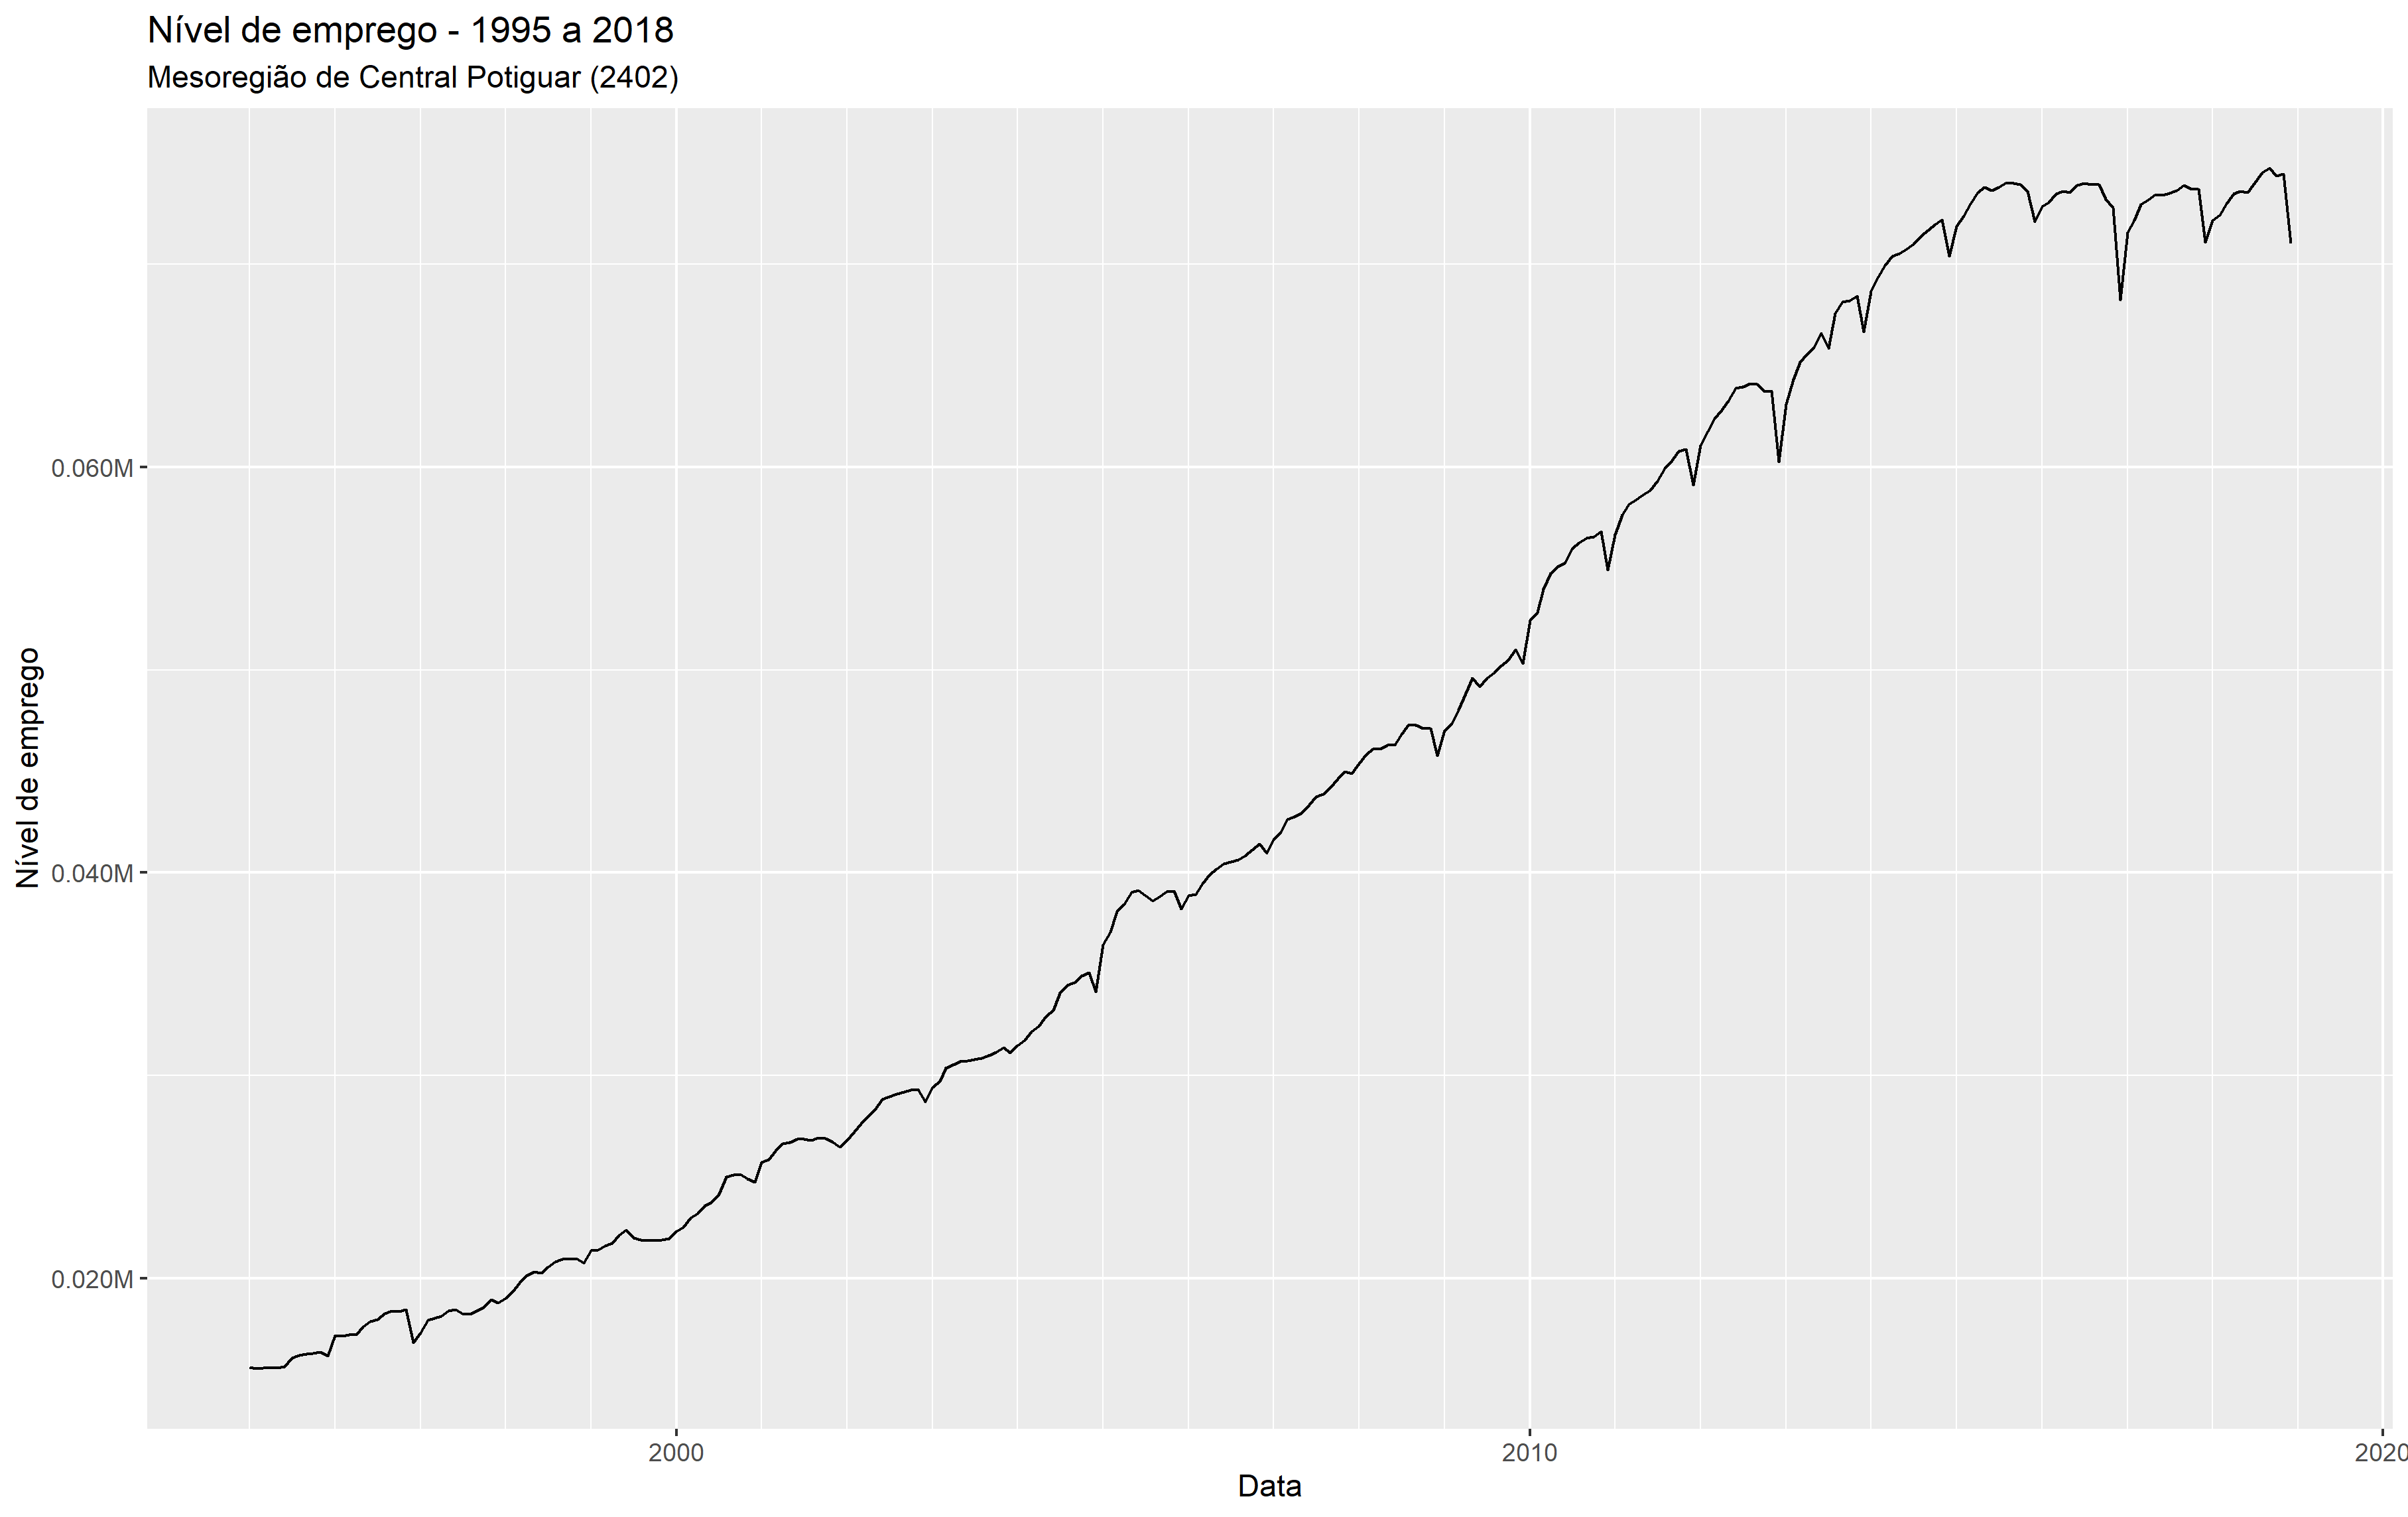 Nível de emprego - 1995 a 2018
Mesoregião de Central Potiguar (2402)
Nível de emprego
0.060M
0.040M
0.020M
2000
2010
2020
Data